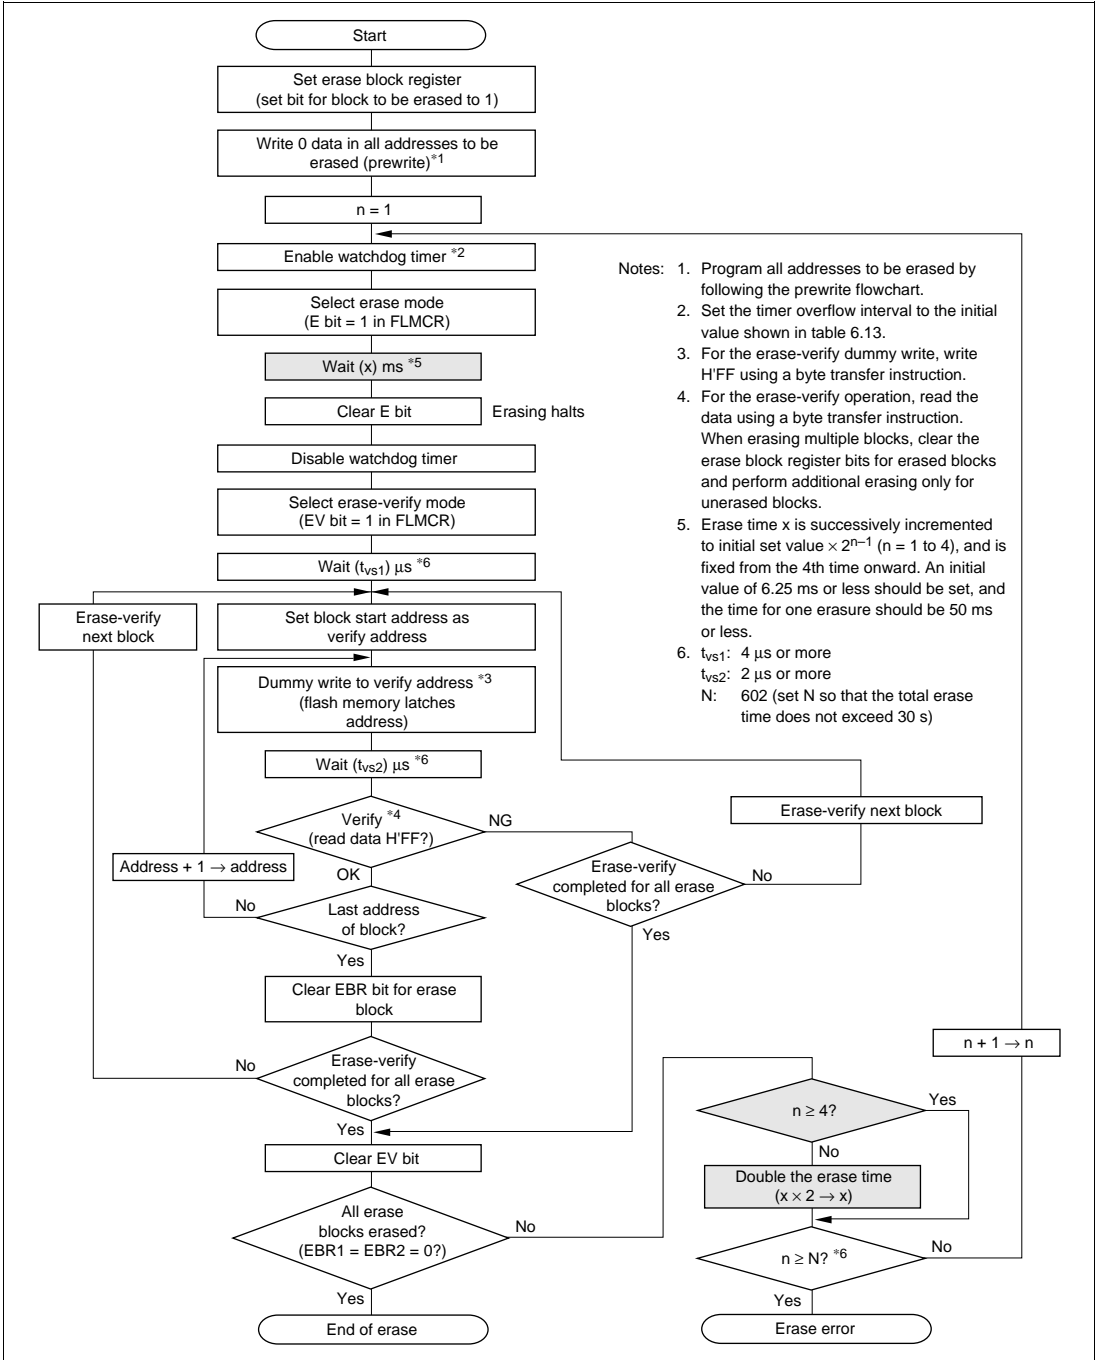 Start
Set erase block register
(set bit for block to be erased to 1)
Write 0 data in all addresses to be
erased (prewrite)*1
n = 1
Enable watchdog timer *2
Select erase mode
(E bit = 1 in FLMCR)
Wait (x) ms *5
Clear E bit
Erasing halts
Disable watchdog timer
Select erase-verify mode
(EV bit = 1 in FLMCR)
Wait (tvs1) μs *6
Erase-verify
next block
Set block start address as
verify address
Dummy write to verify address *3
(flash memory latches
address)
Wait (tvs2) μs *6
Verify *4
(read data H'FF?)
NG
OK
Address + 1 → address
No
Last address
of block?
Yes
Clear EBR bit for erase
block
No
Erase-verify
completed for all erase
blocks?
Yes
Clear EV bit
All erase
blocks erased?
(EBR1 = EBR2 = 0?)
No
Yes
End of erase
Erase-verify next block
Erase-verify
completed for all erase
blocks?
No
Yes
n + 1 → n
n ≥ 4?
Yes
No
Double the erase time
(x × 2 → x)
n ≥ N? *6
No
Yes
Erase error
Notes: 1. Program all addresses to be erased by
following the prewrite flowchart.
2. Set the timer overflow interval to the initial
value shown in table 6.13.
3. For the erase-verify dummy write, write
H'FF using a byte transfer instruction.
4. For the erase-verify operation, read the
data using a byte transfer instruction.
When erasing multiple blocks, clear the
erase block register bits for erased blocks
and perform additional erasing only for
unerased blocks.
5. Erase time x is successively incremented
to initial set value × 2n–1 (n = 1 to 4), and is
fixed from the 4th time onward. An initial
value of 6.25 ms or less should be set, and
the time for one erasure should be 50 ms
or less.
6. tvs1: 4 μs or more
tvs2: 2 μs or more
N: 602 (set N so that the total erase
time does not exceed 30 s)